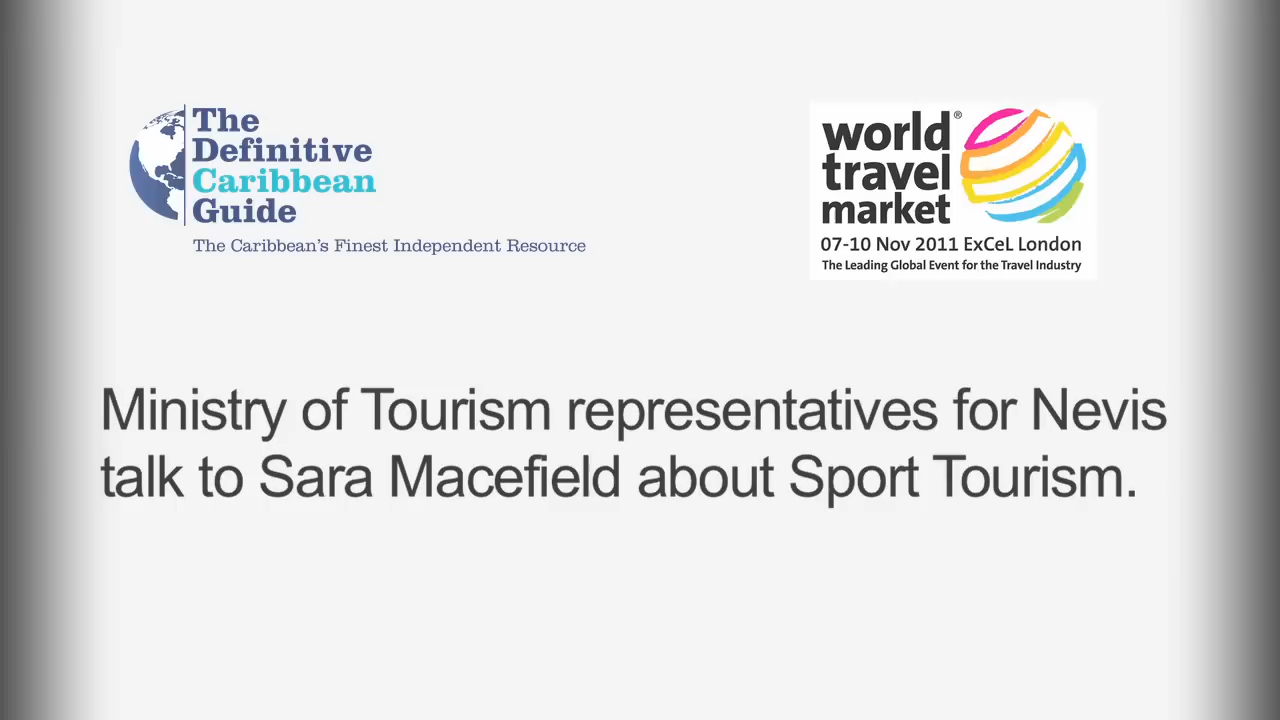 The
Definitive
Caribbean
Guide
The Caribbean's Finest Independent Resource
world®
travel
market
07-10 Nov 2011 ExCeL London
The Leading Global Event for the Travel Industry
Ministry of Tourism representatives for Nevis
talk to Sara Macefield about Sport Tourism.